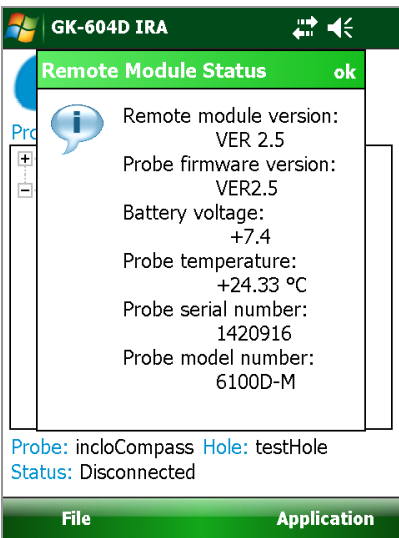 GK-604D IRA
Remote Module Status ok
Remote module version:
VER 2.5
Probe firmware version:
VER2.5
Battery voltage:
+7.4
Probe temperature:
+24.33 °C
Probe serial number:
1420916
Probe model number:
6100D-M
Probe: incloCompass Hole: testHole
Status: Disconnected
File Application